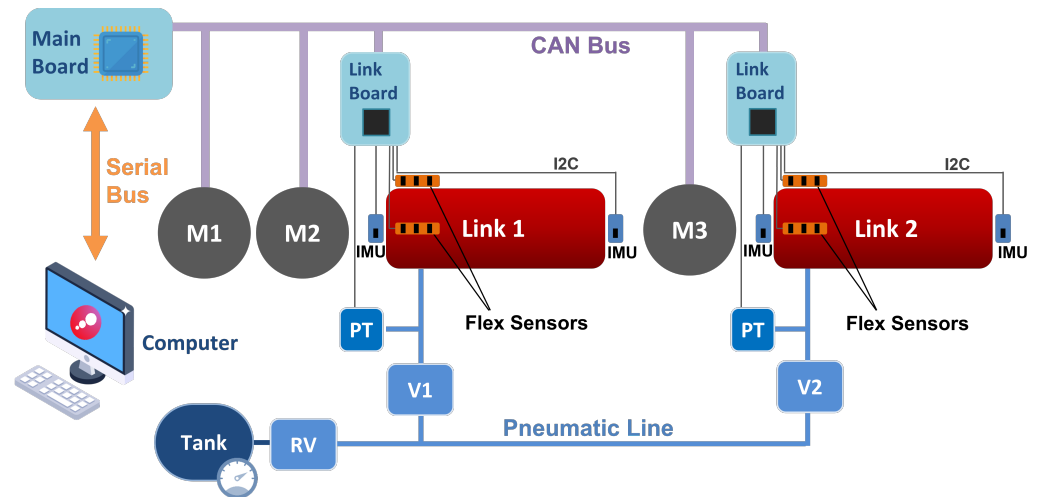 Main
Board
CAN Bus
Link
Board
Link
Board
Serial
Bus
I2C
I2C
M1
M2
IMU
Link 1
IMU
M3
IMU
Link 2
IMU
Flex Sensors
Flex Sensors
PT
PT
Computer
V1
V2
Tank
RV
Pneumatic Line